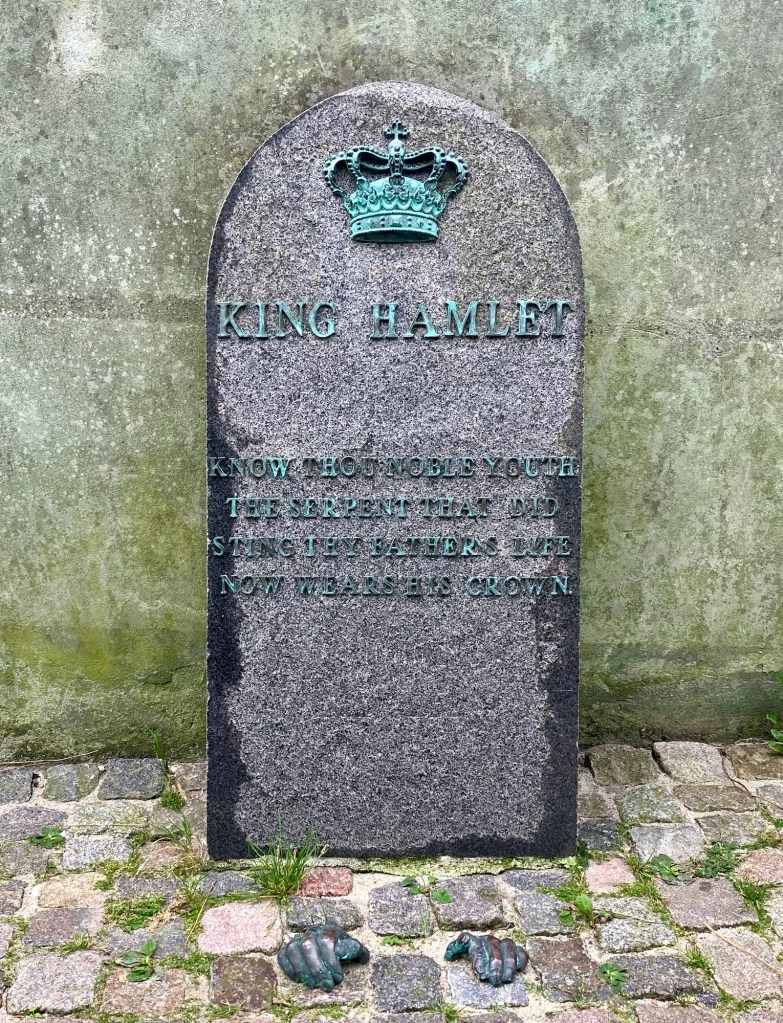 KING HAMLET
KNOW THOU NOBLE YOUTH
THE SERPENT THAT DID
STING THY FATHERS LIFE
NOW WEARS HIS CROWN